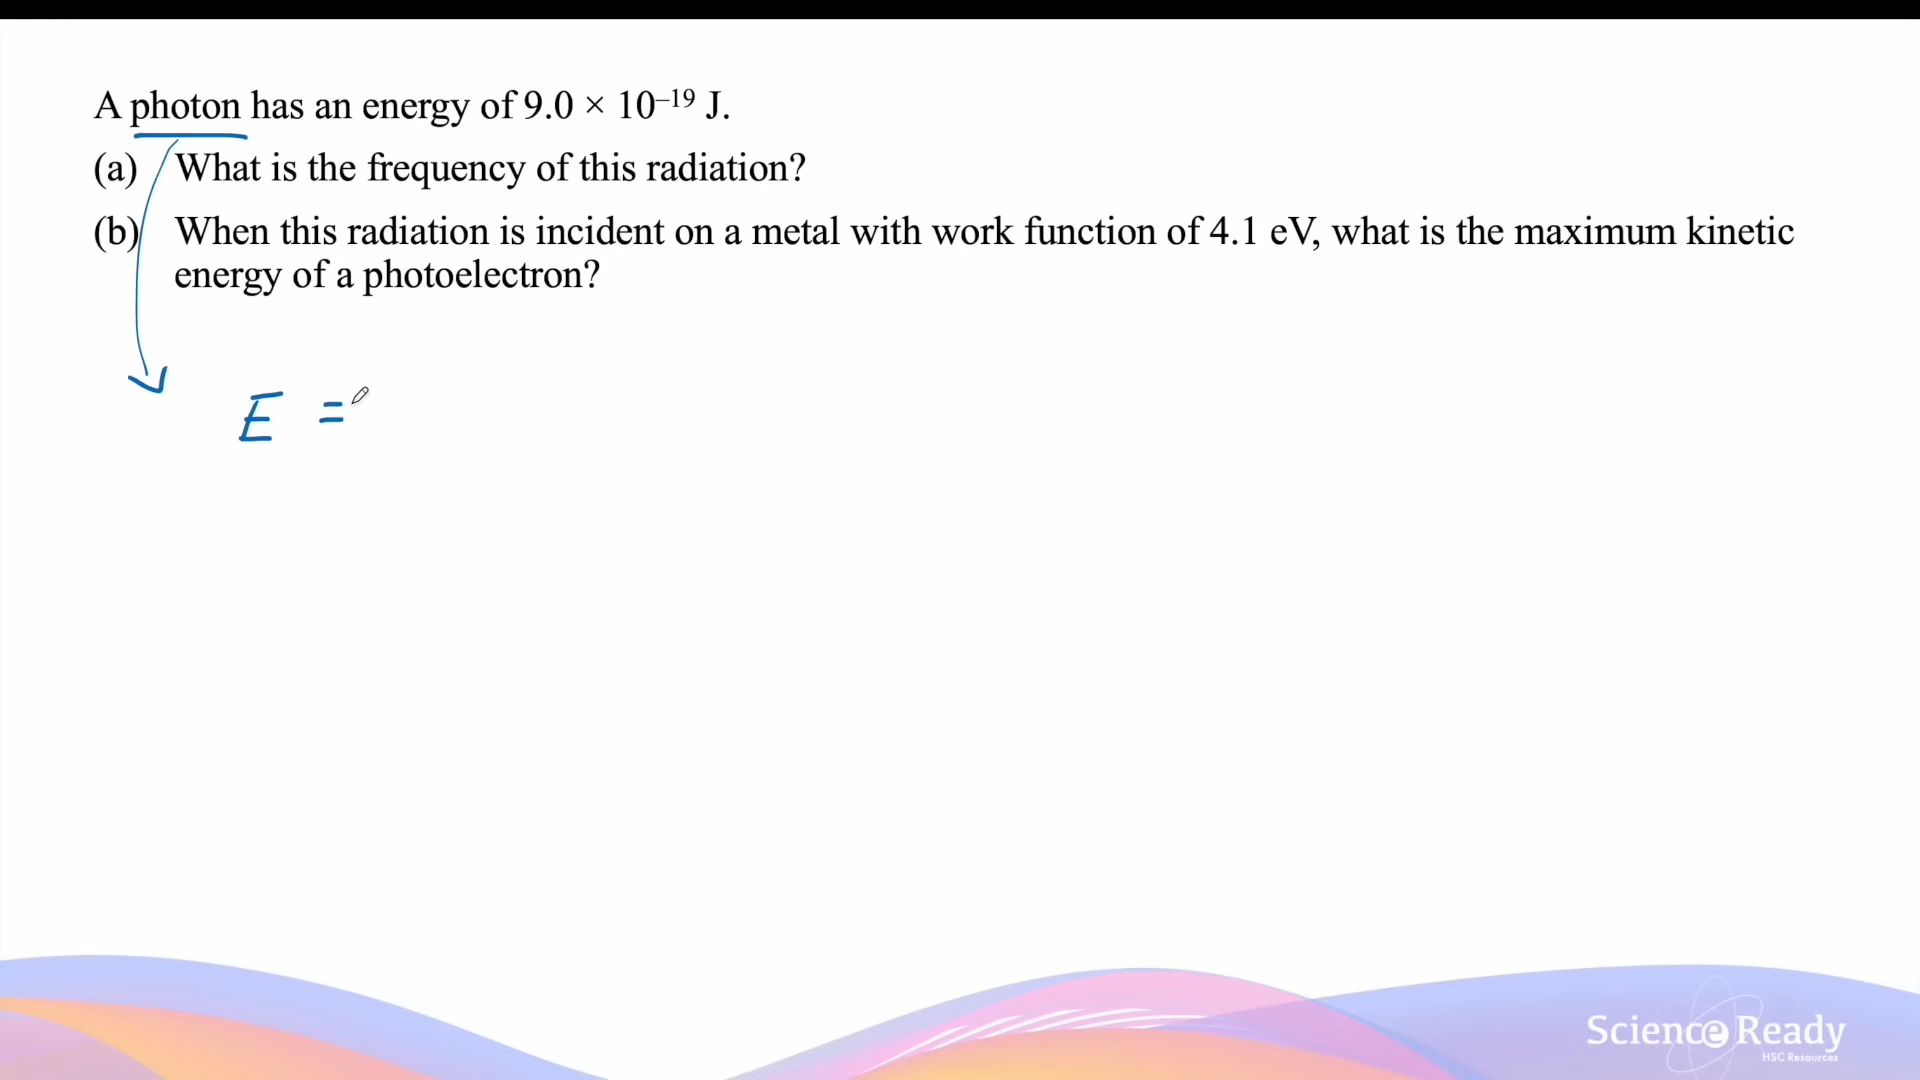 A photon has an energy of 9.0 × 10⁻¹⁹ J.
(a) What is the frequency of this radiation?
(b) When this radiation is incident on a metal with work function of 4.1 eV, what is the maximum kinetic
energy of a photoelectron?
E =
Science Ready
HSC Resources